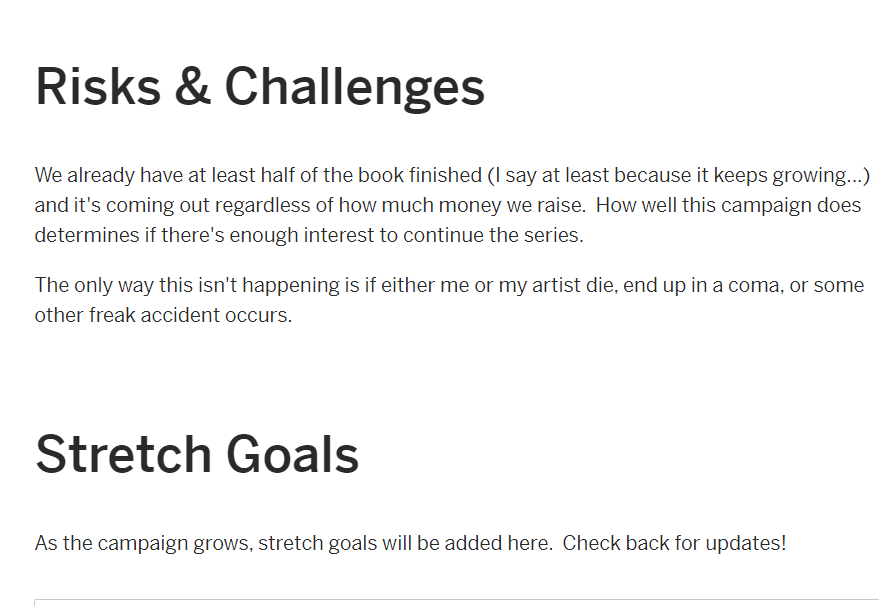 Risks & Challenges
We already have at least half of the book finished (I say at least because it keeps growing...)
and it's coming out regardless of how much money we raise.  How well this campaign does
determines if there's enough interest to continue the series.
The only way this isn't happening is if either me or my artist die, end up in a coma, or some
other freak accident occurs.
Stretch Goals
As the campaign grows, stretch goals will be added here.  Check back for updates!